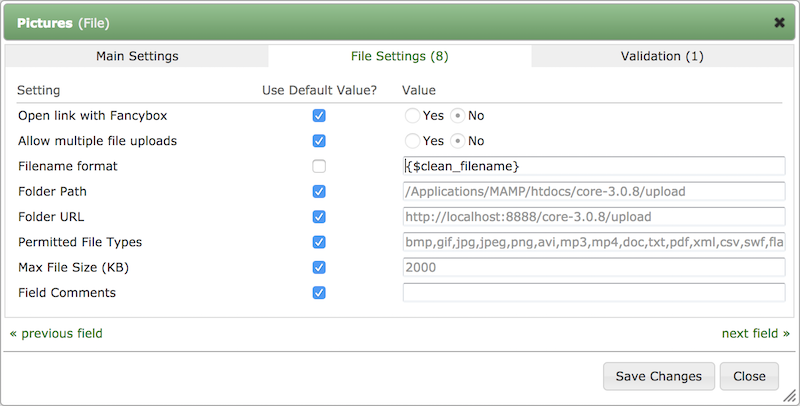 Pictures (File)
Main Settings File Settings (8) Validation (1)
Setting Use Default Value? Value
Open link with Fancybox Yes No
Allow multiple file uploads Yes No
Filename format {$clean_filename}
Folder Path /Applications/MAMP/htdocs/core-3.0.8/upload
Folder URL http://localhost:8888/core-3.0.8/upload
Permitted File Types bmp,gif,jpg,jpeg,png,avi,mp3,mp4,doc,txt,pdf,xml,csv,swf,fla
Max File Size (KB) 2000
Field Comments
« previous field next field »
Save Changes Close